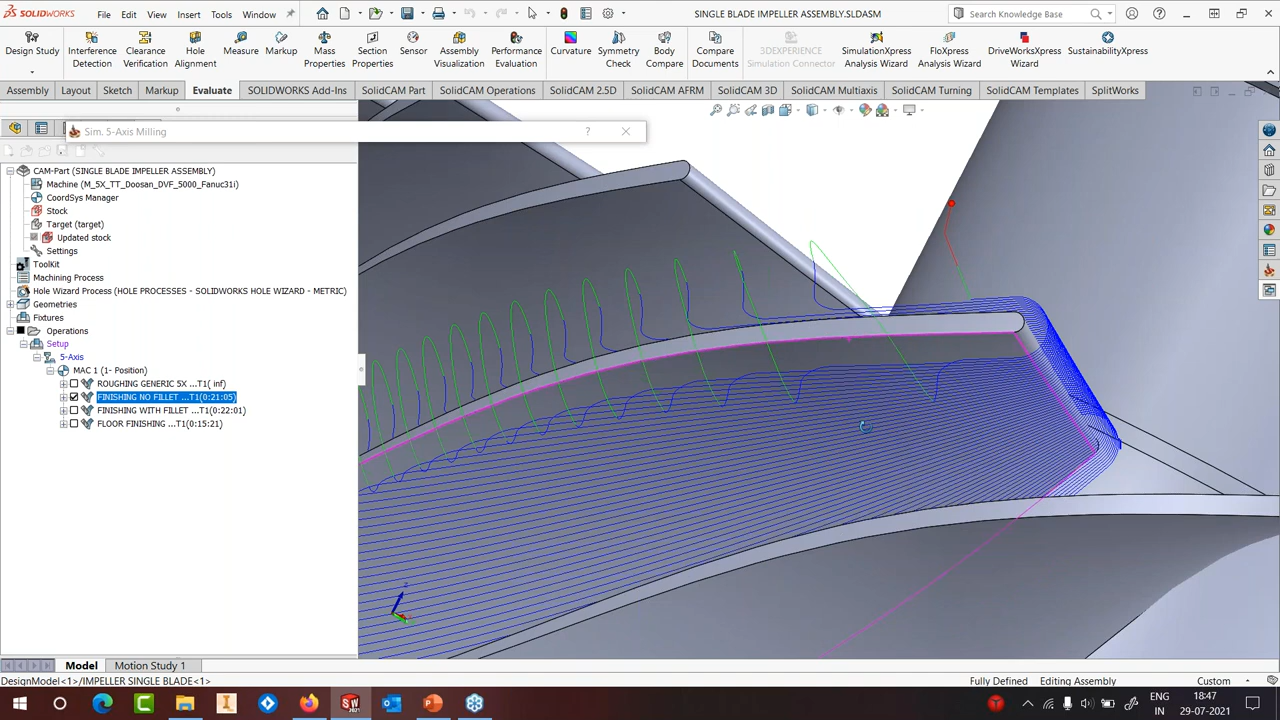 SOLIDWORKS File Edit View Insert Tools Window SINGLE BLADE IMPELLER ASSEMBLY.SLDASM Search Knowledge Base
Design Study Interference Detection Clearance Verification Hole Alignment Measure Markup Mass Properties Section Properties Sensor Assembly Visualization Performance Evaluation Curvature Symmetry Check Body Compare Compare Documents 3DEXPERIENCE Simulation Connector SimulationXpress Analysis Wizard FloXpress Analysis Wizard DriveWorksXpress Wizard SustainabilityXpress
Assembly Layout Sketch Markup Evaluate SOLIDWORKS Add-Ins SolidCAM Part SolidCAM Operations SolidCAM 2.5D SolidCAM AFRM SolidCAM 3D SolidCAM Multiaxis SolidCAM Turning SolidCAM Templates SplitWorks
Sim. 5-Axis Milling ?
CAM-Part (SINGLE BLADE IMPELLER ASSEMBLY)
Machine (M_5X_TT_Doosan_DVF_5000_Fanuc31i)
CoordSys Manager
Stock
Target (target)
Updated stock
Settings
ToolKit
Machining Process
Hole Wizard Process (HOLE PROCESSES - SOLIDWORKS HOLE WIZARD - METRIC)
Geometries
Fixtures
Operations
Setup
5-Axis
MAC 1 (1- Position)
ROUGHING GENERIC 5X ...T1( inf)
FINISHING NO FILLET ...T1(0:21:05)
FINISHING WITH FILLET ...T1(0:22:01)
FLOOR FINISHING ...T1(0:15:21)
z
Model Motion Study 1
DesignModel<1>/IMPELLER SINGLE BLADE<1> Fully Defined Editing Assembly Custom
ENG 18:47
IN 29-07-2021